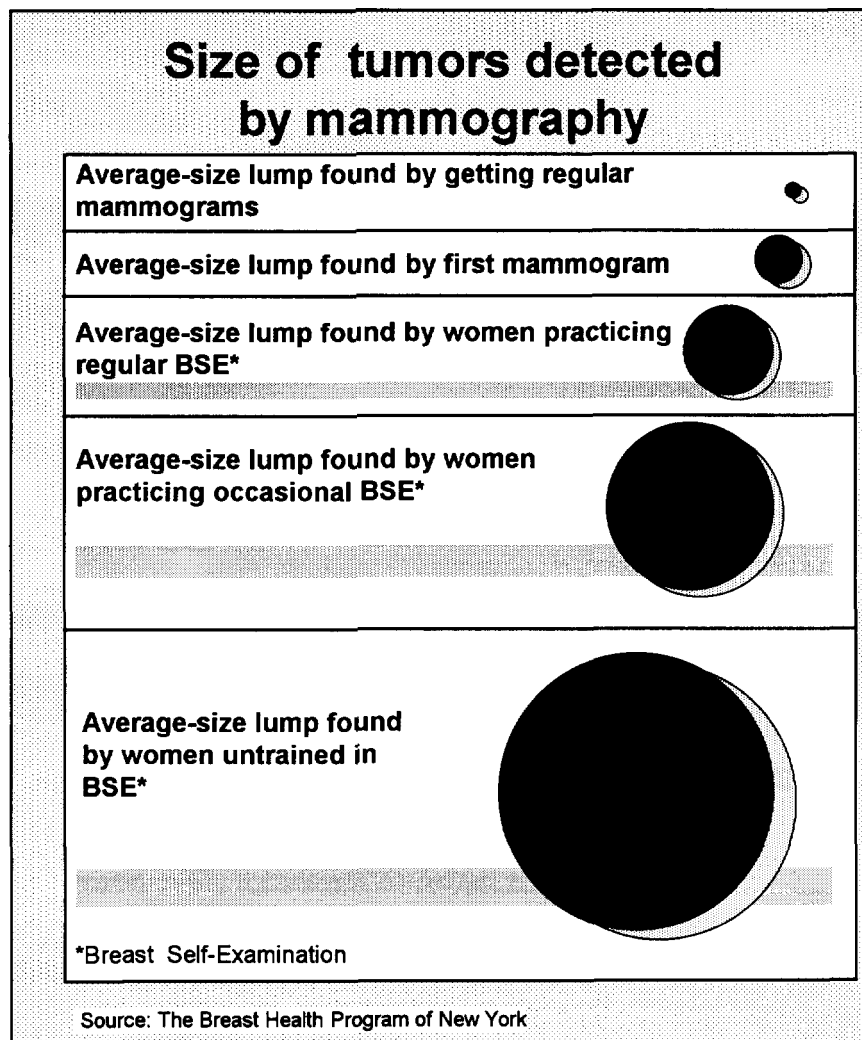 Size of tumors detected
by mammography
Average-size lump found by getting regular
mammograms
Average-size lump found by first mammogram
Average-size lump found by women practicing
regular BSE*
Average-size lump found by women
practicing occasional BSE*
Average-size lump found
by women untrained in
BSE*
*Breast Self-Examination
Source: The Breast Health Program of New York